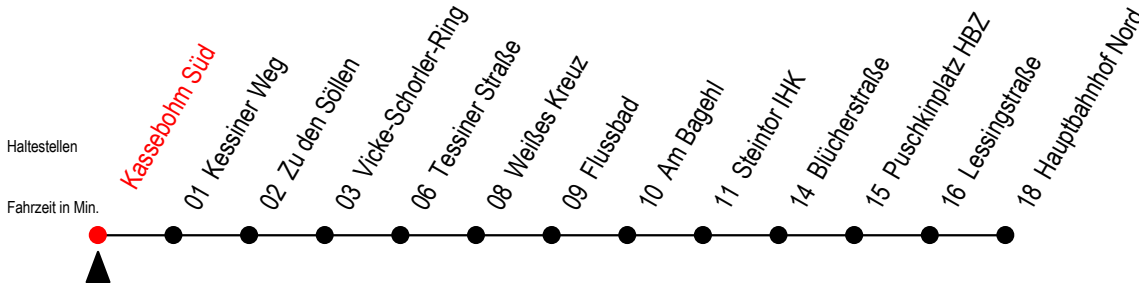 Haltestellen
Fahrzeit in Min.
Kassebohm Süd
01 Kessiner Weg
02 Zu den Söllen
03 Vicke-Schorler-Ring
06 Tessiner Straße
08 Weißes Kreuz
09 Flussbad
10 Am Bagehl
11 Steintor IHK
14 Blücherstraße
15 Puschkinplatz HBZ
16 Lessingstraße
18 Hauptbahnhof Nord